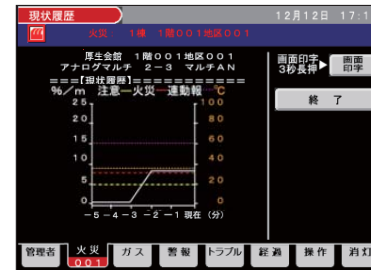 現状履歴
12月12日 17:1
火災 1棟 1階001地区001
厚生会館 1階001地区001
アナログマルチ 2-3 マルチAN
===【現状履歴】==========
%/m 注意―火災―連動報 ℃
25 100
20 80
15 60
10 40
5 20
0 0
-5 -4 -3 -2 -1 現在 (分)
画面印字
3秒長押▶
画面
印字
終 了
管理者 火災 ガス 警報 トラブル 経過 操作 消灯
001